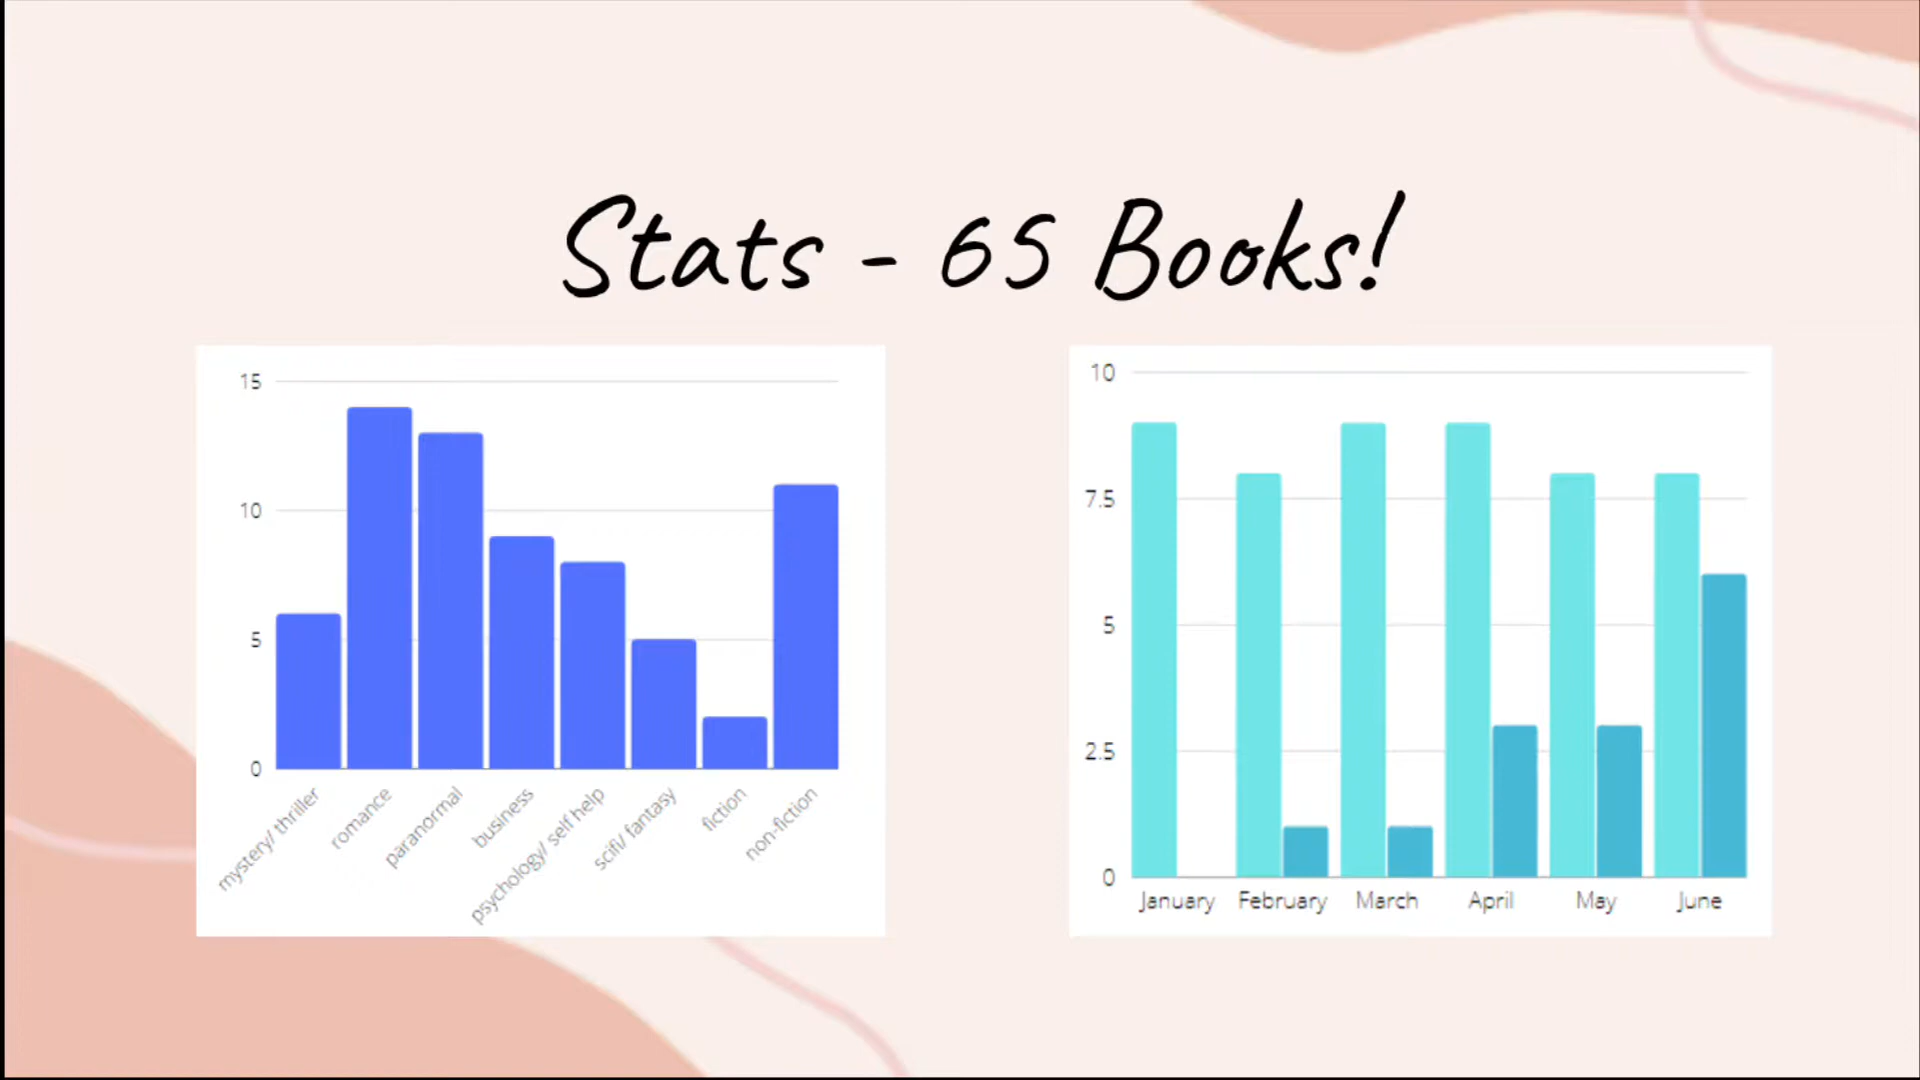 Stats - 65 Books!
15
10
5
0
mystery/ thriller
romance
paranormal
business
psychology/ self help
scifi/ fantasy
fiction
non-fiction
10
7.5
5
2.5
0
January February March April May June